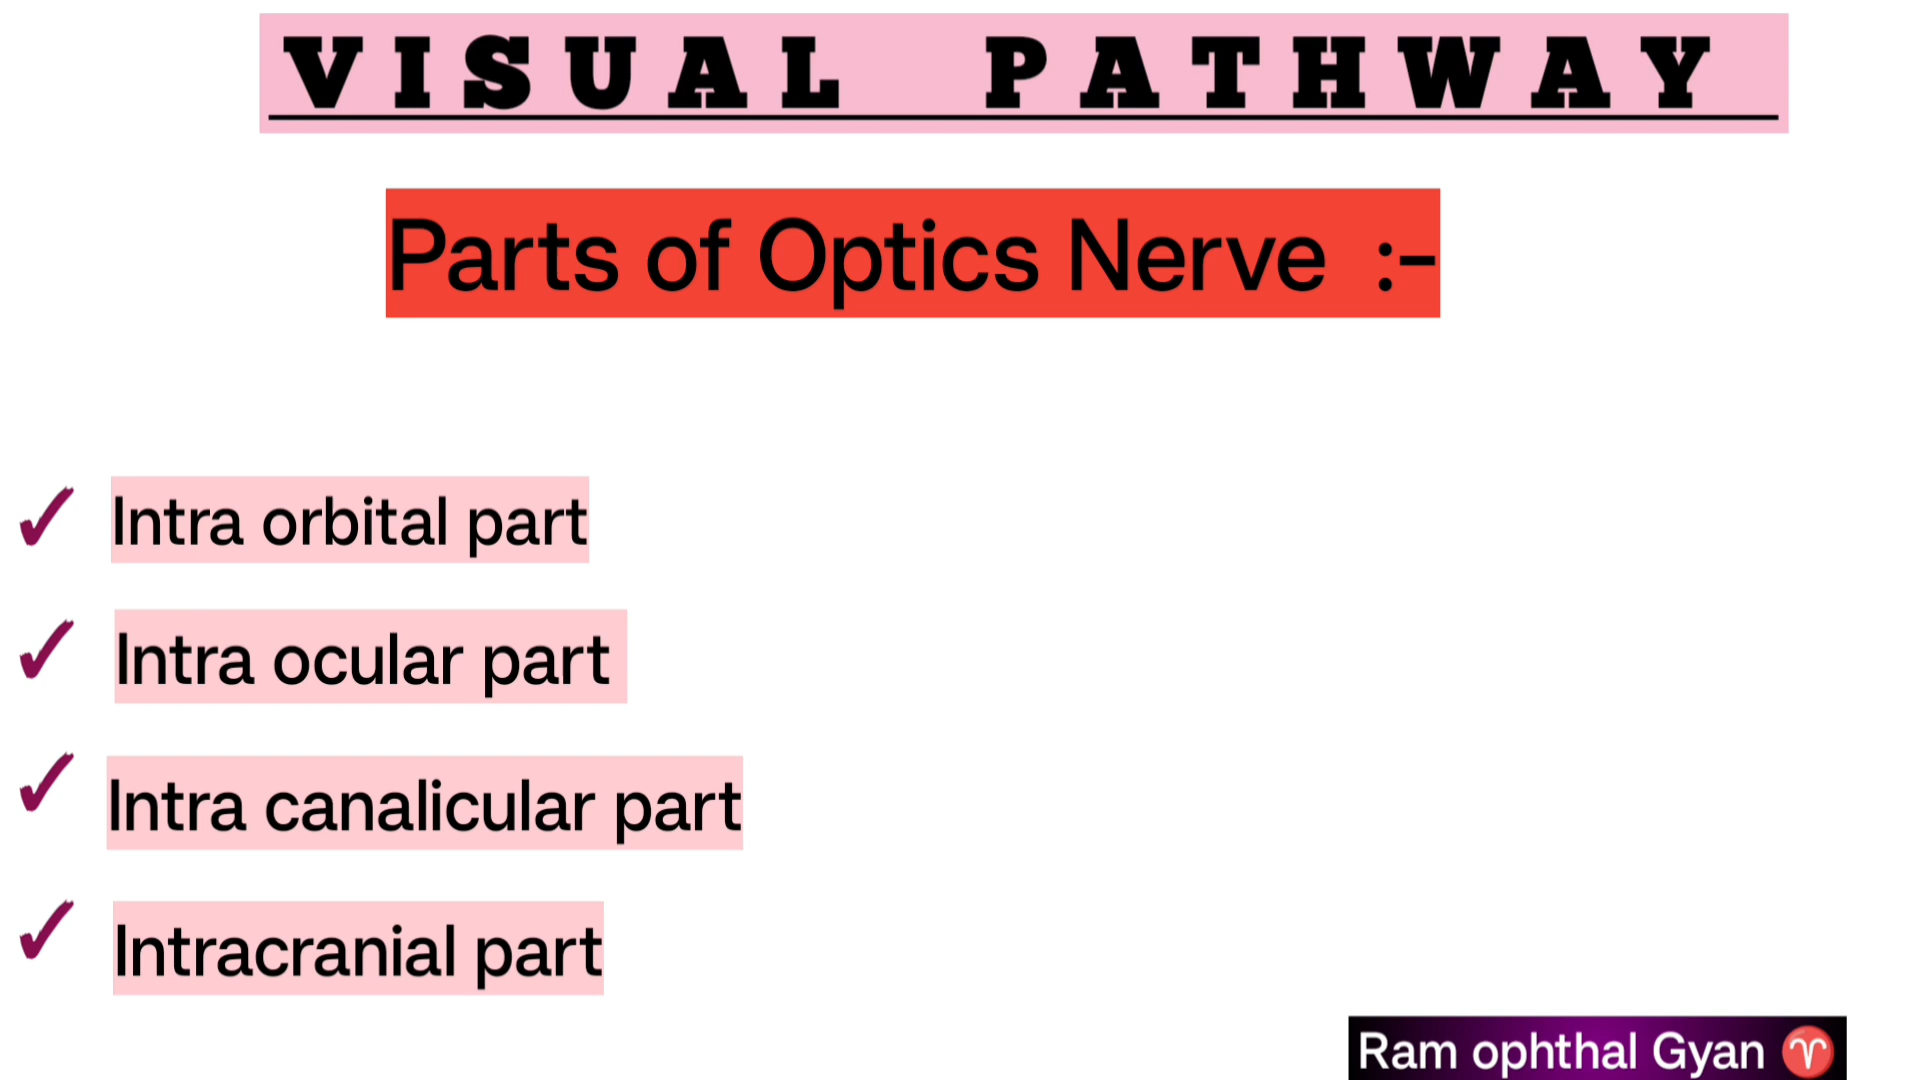 VISUAL PATHWAY
Parts of Optics Nerve :-
✓ Intra orbital part
✓ Intra ocular part
✓ Intra canalicular part
✓ Intracranial part
Ram ophthal Gyan ♈